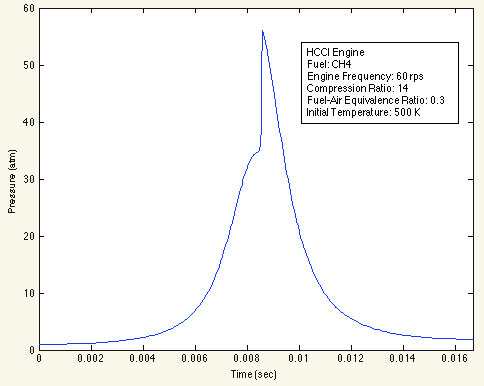 60
50
40
30
20
10
0
Pressure (atm)
HCCI Engine
Fuel: CH4
Engine Frequency: 60 rps
Compression Ratio: 14
Fuel-Air Equivalence Ratio: 0.3
Initial Temperature: 500 K
0 0.002 0.004 0.006 0.008 0.01 0.012 0.014 0.016
Time (sec)